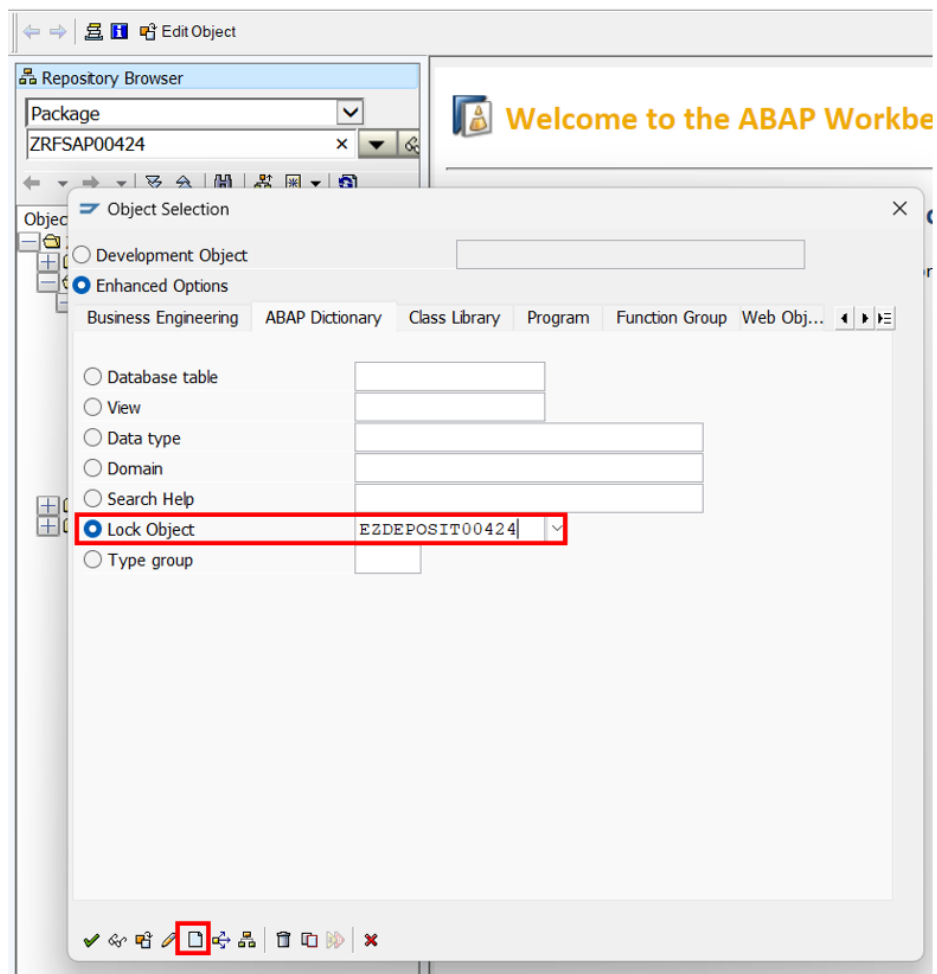 Edit Object
Repository Browser
Package
ZRFSAP00424
Welcome to the ABAP
Object Selection
Development Object
Enhanced Options
Business Engineering ABAP Dictionary Class Library Program Function Group Web Obj...
Database table
View
Data type
Domain
Search Help
Lock Object EZDEPOSIT00424
Type group